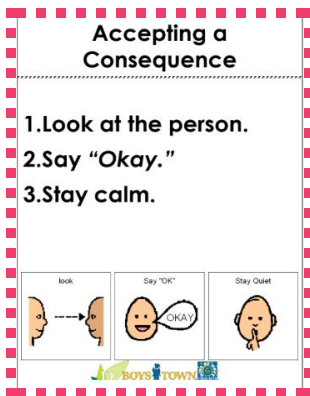 Accepting a
Consequence
1.Look at the person.
2.Say “Okay.”
3.Stay calm.
look
Say "OK"
Stay Quiet
OKAY
BOYS TOWN